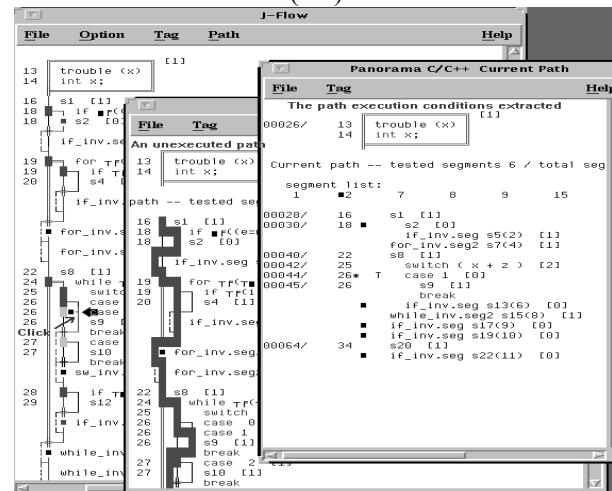 J-Flow
File Option Tag Path Help
[1]
13 trouble (x)
14 int x;
16 s1 [1]
18 if
18 s2 [0]
if_inv.se
19 for
19 if
20 s4 [1]
if_inv.
for_inv.s
for_inv.s
22 s8 [1]
24 while
25 switc
26 case
26 case
26 s9 [
Click
26 break
27 case
27 s10
break
sw_inv.
28 if
29 s12
if_inv.
while_inv
while_inv
File Tag
An unexecuted path
13 trouble (x)
14 int x;
path -- tested se
16 s1 [1]
18 if ((e=
18 s2 [0]
if_inv.seg
19 for
19 if
20 s4 [1]
if_inv.se
for_inv.seg
for_inv.seg
22 s8 [1]
24 while
25 switch
26 case 0
26 case 1
26 s9 [1]
26 break
27 case 2 [1]
27 s10 [1]
break
Panorama C/C++ Current Path
File Tag Help
The path execution conditions extracted
[1]
00026/ 13 trouble (x)
14 int x;
Current path -- tested segments 6 / total seg
segment list:
1 ■2 7 8 9 15
00028/ 16 s1 [1]
00030/ 18 ■ s2 [0]
if_inv.seg s5(2) [1]
for_inv.seg2 s7(4) [1]
00040/ 22 s8 [1]
00042/ 25 switch ( x + z ) [2]
00044/ 26* T case 1 [0]
00045/ 26 s9 [1]
break
■ if_inv.seg s13(6) [0]
while_inv.seg2 s15(8) [1]
■ if_inv.seg s17(9) [0]
■ if_inv.seg s19(10) [0]
00064/ 34 s20 [1]
■ if_inv.seg s22(11) [0]